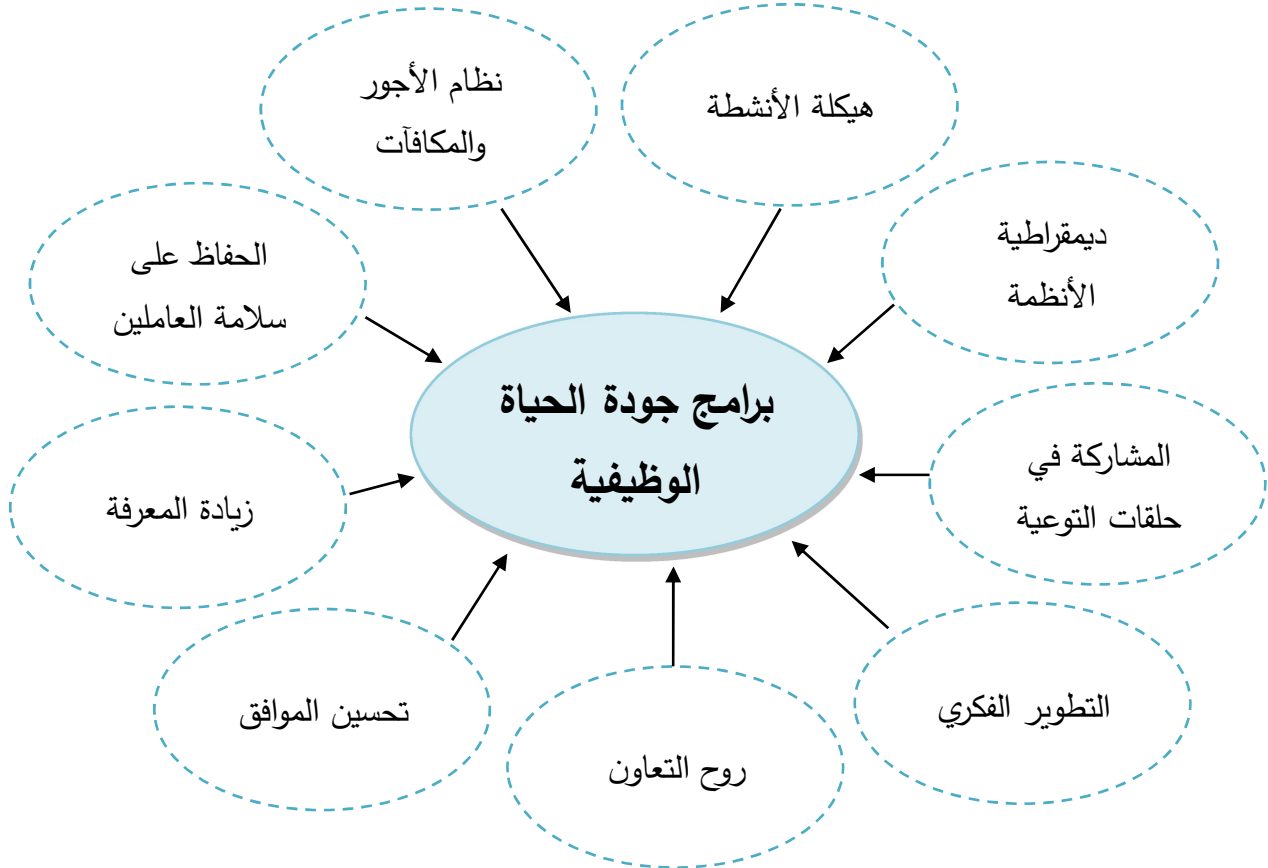 هيكلة الأنشطة
نظام الأجور
والمكافآت
ديمقراطية
الأنظمة
الحفاظ على
سلامة العاملين
برامج جودة الحياة
الوظيفية
المشاركة في
حلقات التوعية
زيادة المعرفة
التطوير الفكري
تحسين الموافق
روح التعاون